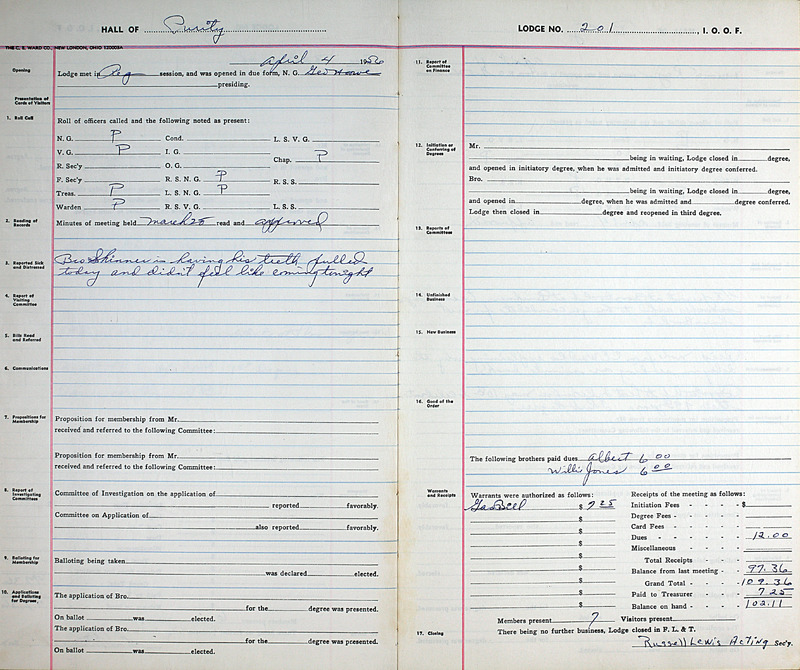 HALL OF Purity
THE C. E. WARD CO., NEW LONDON, OHIO 120202A
April 4 1956
Opening
Lodge met in Reg session, and was opened in due form, N. G. Geo Howe
presiding.
Presentation of Cards of Visitors
1. Roll Call
Roll of officers called and the following noted as present:
N. G. P Cond. L. S. V. G.
V. G. P I. G. Chap. P
R. Sec'y O. G.
F. Sec'y R. S. N. G. P R. S. S.
Treas. P L. S. N. G. P
Warden P R. S. V. G. L. S. S.
2. Reading of Records
Minutes of meeting held March 28 read and approved
3. Reported Sick and Distressed
Bro Skinner is having his teeth pulled
today and didn't feel like coming tonight
4. Report of Visiting Committee
5. Bills Read and Referred
6. Communications
7. Propositions for Membership
Proposition for membership from Mr.
received and referred to the following Committee:
Proposition for membership from Mr.
received and referred to the following Committee:
8. Report of Investigating Committees
Committee of Investigation on the application of
reported favorably.
Committee on Application of
also reported favorably.
9. Balloting for Membership
Balloting being taken
was declared elected.
10. Applications and Balloting for Degrees
The application of Bro.
for the degree was presented.
On ballot was elected.
The application of Bro.
for the degree was presented.
On ballot was elected.
LODGE NO. 201, I. O. O. F.
11. Report of Committee on Finance
12. Initiation or Conferring of Degrees
Mr.
being in waiting, Lodge closed in degree,
and opened in initiatory degree, when he was admitted and initiatory degree conferred.
Bro.
being in waiting, Lodge closed in degree,
and opened in degree, when he was admitted and degree conferred.
Lodge then closed in degree and reopened in third degree.
13. Reports of Committees
14. Unfinished Business
15. New Business
16. Good of the Order
The following brothers paid dues Albert 6 00
Willis Jones 6 00
Warrants and Receipts
Warrants were authorized as follows:
Gas Bill $ 7 25
$
$
$
$
$
$
$
$
Receipts of the meeting as follows:
Initiation Fees - - - - $
Degree Fees - - - - -
Card Fees - - - - -
Dues - - - - - - 12.00
Miscellaneous - - - -
Total Receipts - -
Balance from last meeting - - 97.36
Grand Total - - - - 109.36
Paid to Treasurer - - - - 7.25
Balance on hand - - - - 102.11
Members present 7 Visitors present
17. Closing
There being no further business, Lodge closed in F. L. & T.
Russell Lewis Acting Sec'y.